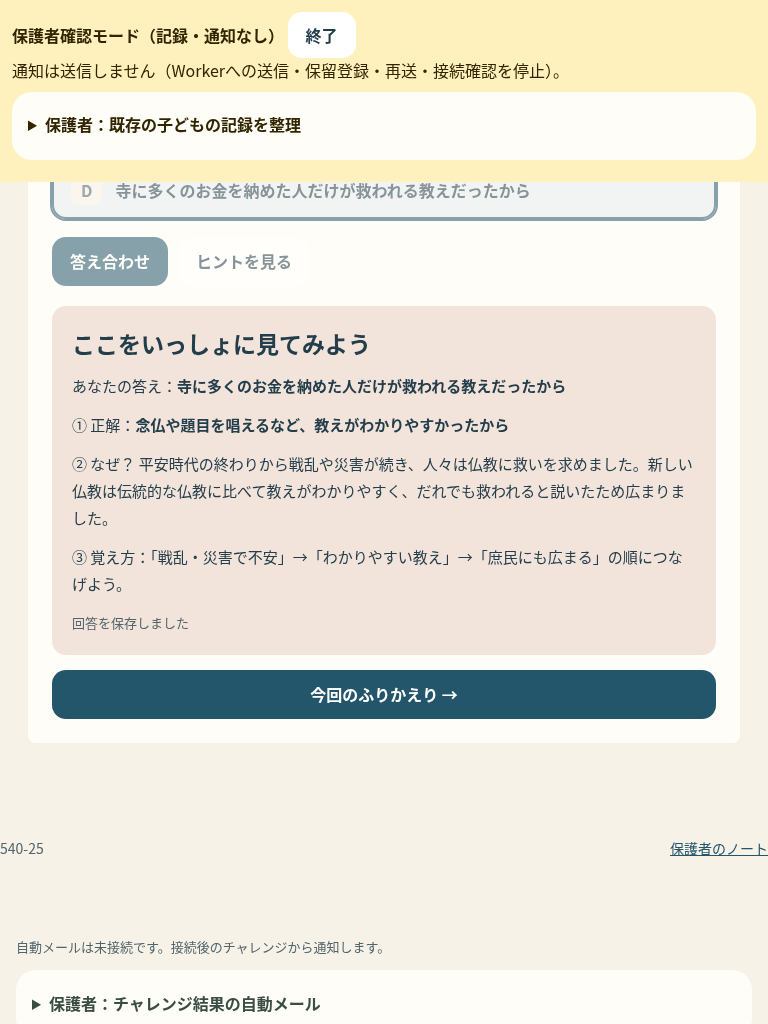 保護者確認モード（記録・通知なし） 終了
通知は送信しません（Workerへの送信・保留登録・再送・接続確認を停止）。
▶ 保護者：既存の子どもの記録を整理
D 寺に多くのお金を納めた人だけが救われる教えだったから
答え合わせ ヒントを見る
ここをいっしょに見てみよう
あなたの答え：寺に多くのお金を納めた人だけが救われる教えだったから
① 正解：念仏や題目を唱えるなど、教えがわかりやすかったから
② なぜ？ 平安時代の終わりから戦乱や災害が続き、人々は仏教に救いを求めました。新しい
仏教は伝統的な仏教に比べて教えがわかりやすく、だれでも救われると説いたため広まりま
した。
③ 覚え方：「戦乱・災害で不安」→「わかりやすい教え」→「庶民にも広まる」の順につな
げよう。
回答を保存しました
今回のふりかえり →
540-25 保護者のノート
自動メールは未接続です。接続後のチャレンジから通知します。
▶ 保護者：チャレンジ結果の自動メール